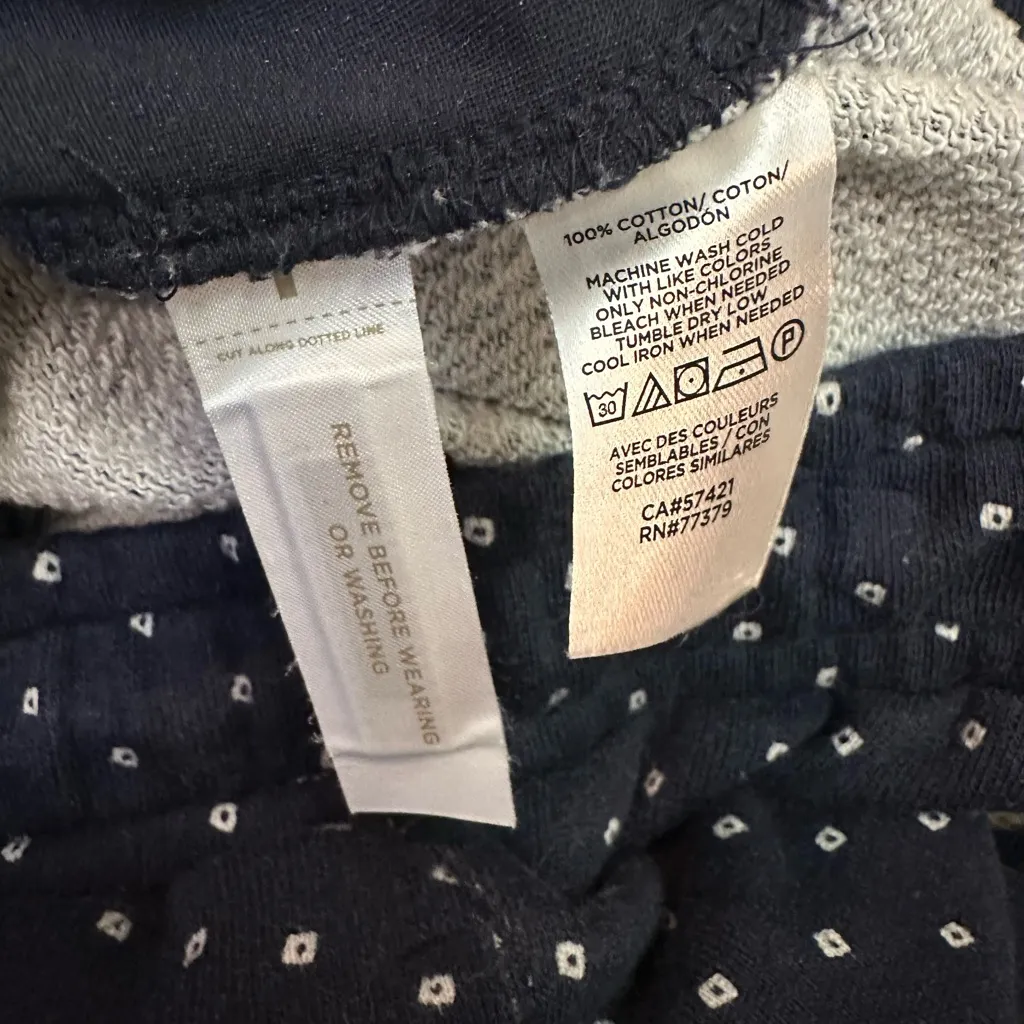 CUT ALONG DOTTED LINE
REMOVE BEFORE WEARING
OR WASHING
100% COTTON/ COTON/
ALGODÓN
MACHINE WASH COLD
WITH LIKE COLORS
ONLY NON-CHLORINE
BLEACH WHEN NEEDED
TUMBLE DRY LOW
COOL IRON WHEN NEEDED
30 P
AVEC DES COULEURS
SEMBLABLES / CON
COLORES SIMILARES
CA#57421
RN#77379